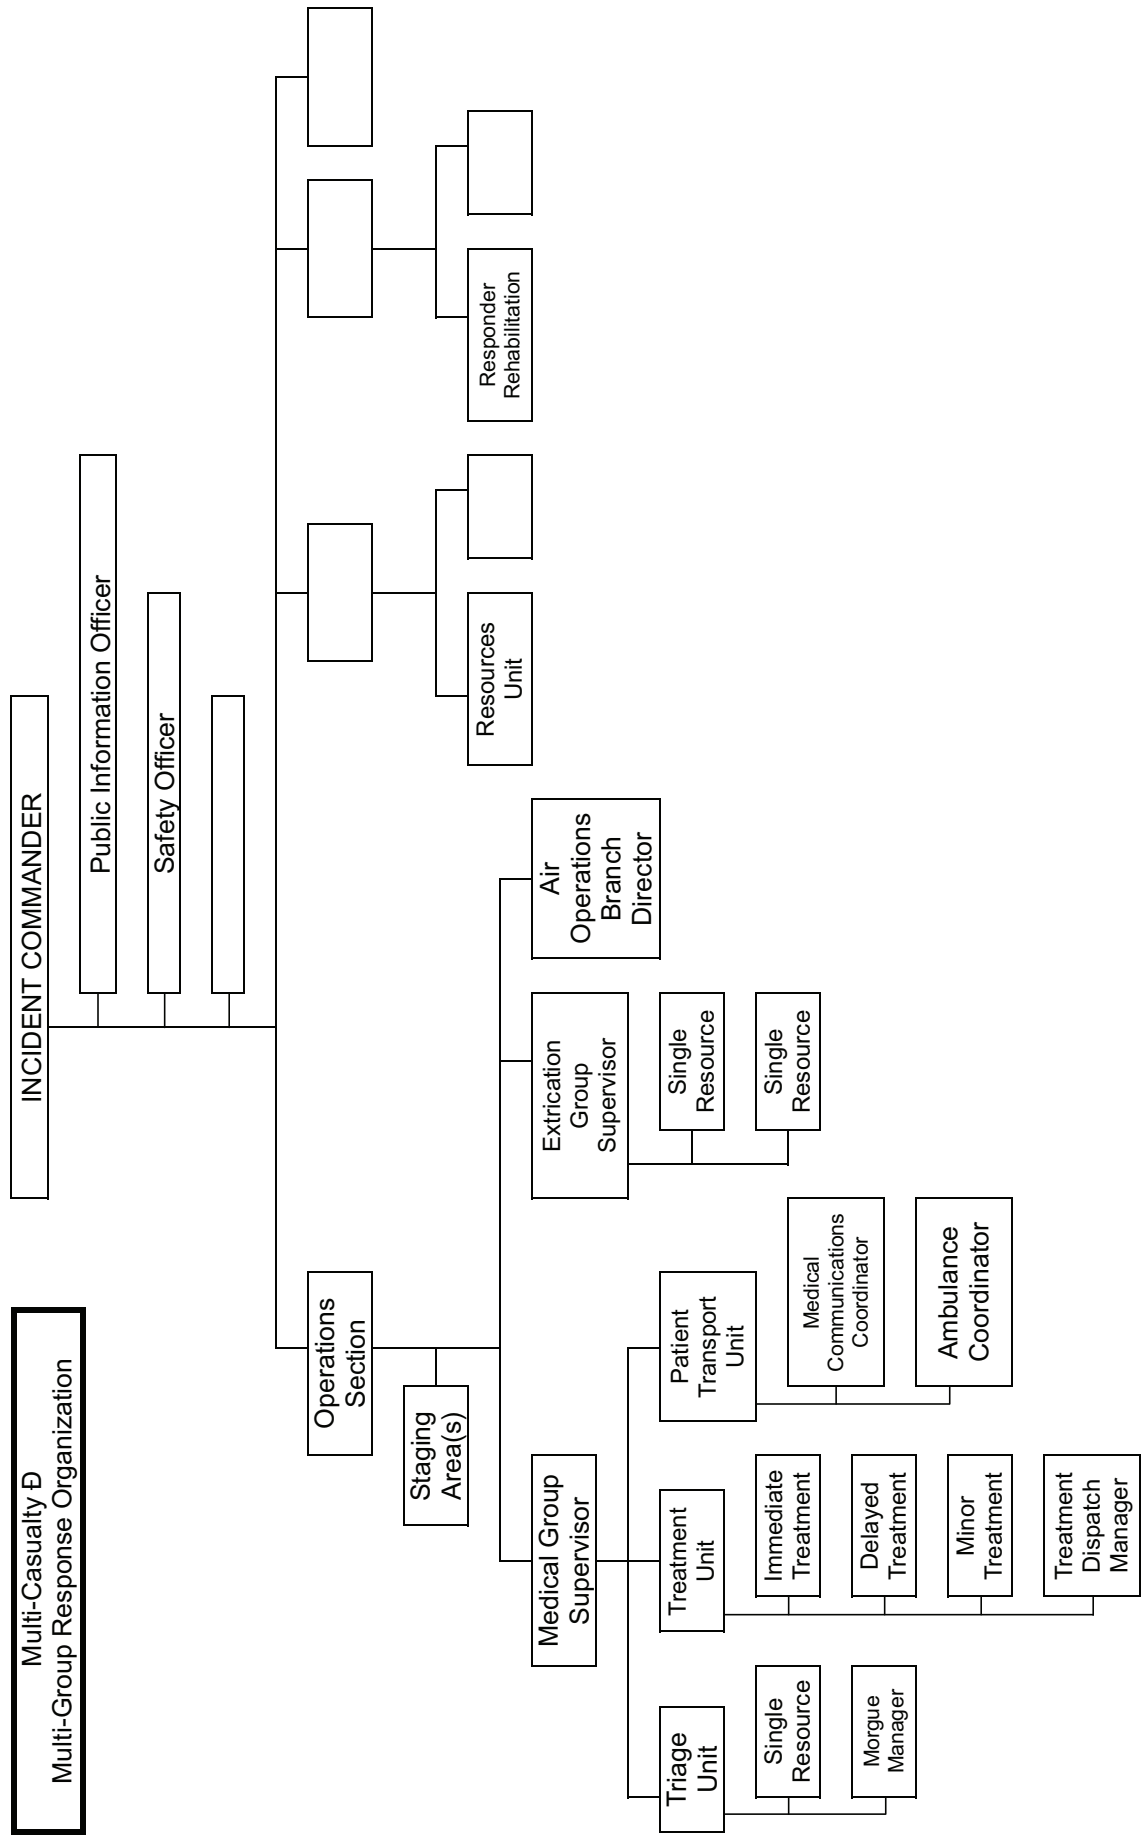 Multi-Casualty Đ
Multi-Group Response Organization
INCIDENT COMMANDER
Public Information Officer
Safety Officer
Operations
Section
Staging
Area(s)
Resources
Unit
Responder
Rehabilitation
Medical Group
Supervisor
Extrication
Group
Supervisor
Air
Operations
Branch
Director
Triage
Unit
Treatment
Unit
Patient
Transport
Unit
Single
Resource
Morgue
Manager
Immediate
Treatment
Delayed
Treatment
Minor
Treatment
Treatment
Dispatch
Manager
Medical
Communications
Coordinator
Ambulance
Coordinator
Single
Resource
Single
Resource